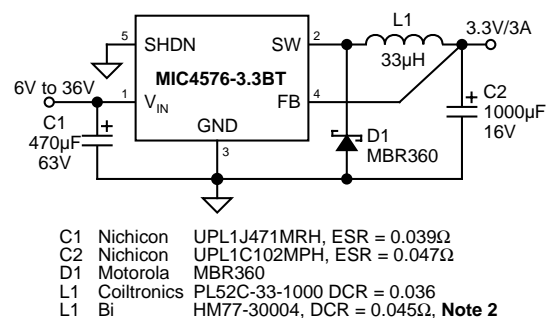 L1
3.3V/3A
5
SHDN
SW
2
33µH
MIC4576-3.3BT
6V to 36V
1
VIN
FB
4
C1
470µF
63V
GND
3
D1
MBR360
C2
1000µF
16V
C1 Nichicon UPL1J471MRH, ESR = 0.039Ω
C2 Nichicon UPL1C102MPH, ESR = 0.047Ω
D1 Motorola MBR360
L1 Coiltronics PL52C-33-1000 DCR = 0.036
L1 Bi HM77-30004, DCR = 0.045Ω, Note 2